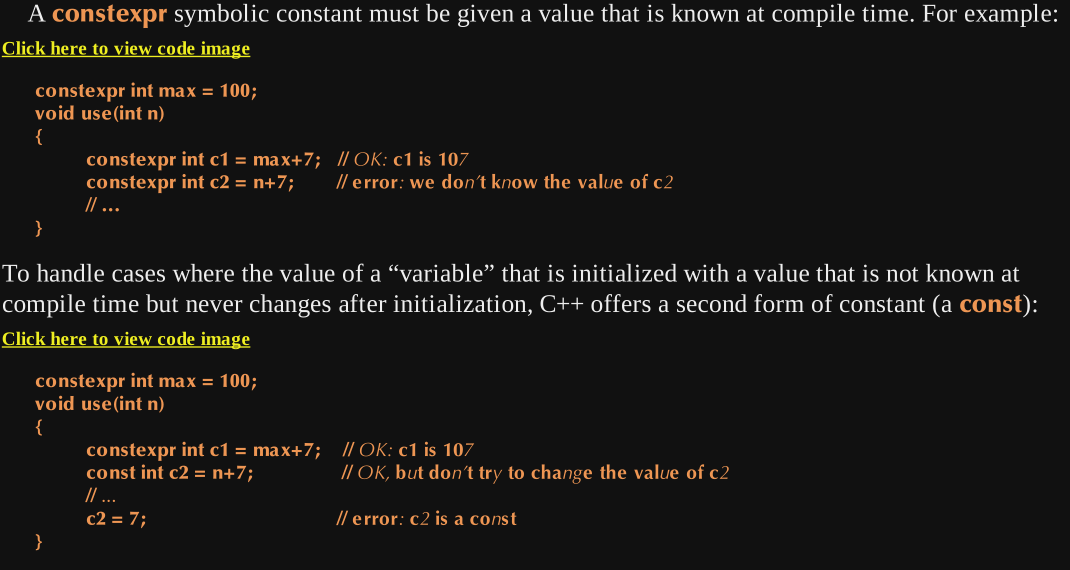 A constexpr symbolic constant must be given a value that is known at compile time. For example:
Click here to view code image
constexpr int max = 100;
void use(int n)
{
constexpr int c1 = max+7; // OK: c1 is 107
constexpr int c2 = n+7; // error: we don’t know the value of c2
// …
}
To handle cases where the value of a “variable” that is initialized with a value that is not known at
compile time but never changes after initialization, C++ offers a second form of constant (a const):
Click here to view code image
constexpr int max = 100;
void use(int n)
{
constexpr int c1 = max+7; // OK: c1 is 107
const int c2 = n+7; // OK, but don’t try to change the value of c2
// ...
c2 = 7; // error: c2 is a const
}